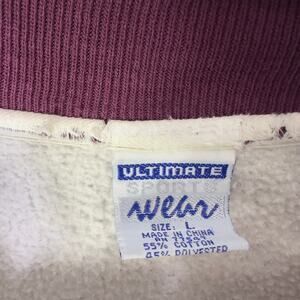 ULTIMATE
SPORTS
Wear
SIZE: L
MADE IN CHINA
55% COTTON
45% POLYESTER